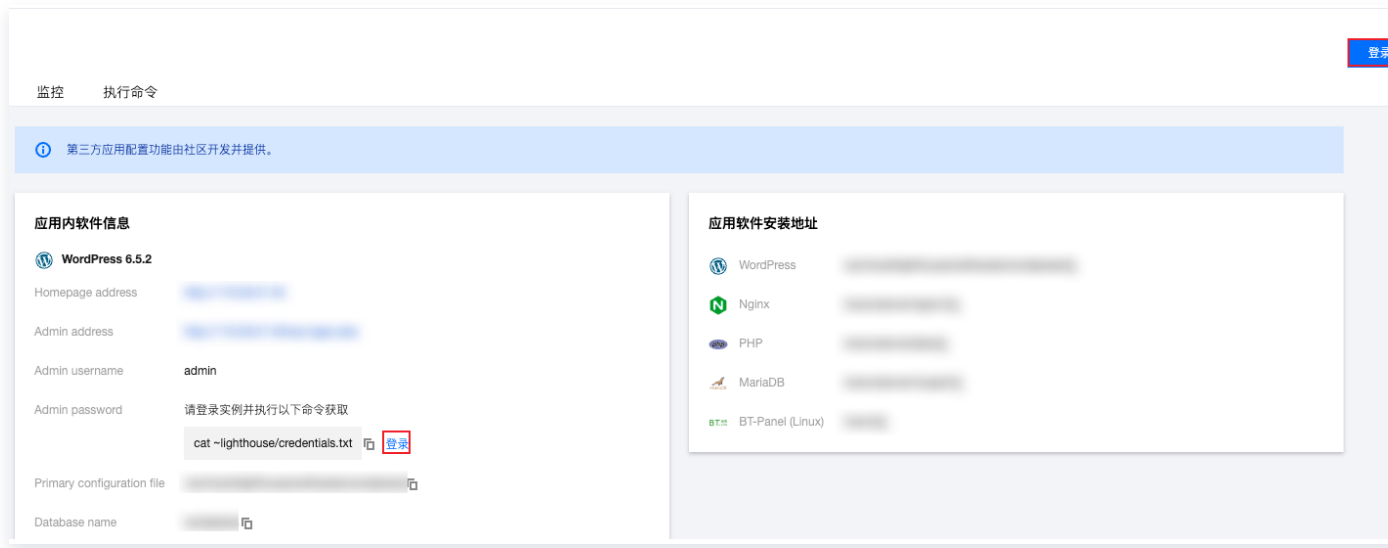 登录
监控 执行命令
第三方应用配置功能由社区开发并提供。
应用内软件信息
WordPress 6.5.2
Homepage address
Admin address
Admin username admin
Admin password 请登录实例并执行以下命令获取
cat ~lighthouse/credentials.txt 登录
Primary configuration file
Database name
应用软件安装地址
WordPress
Nginx
PHP
MariaDB
BT-Panel (Linux)